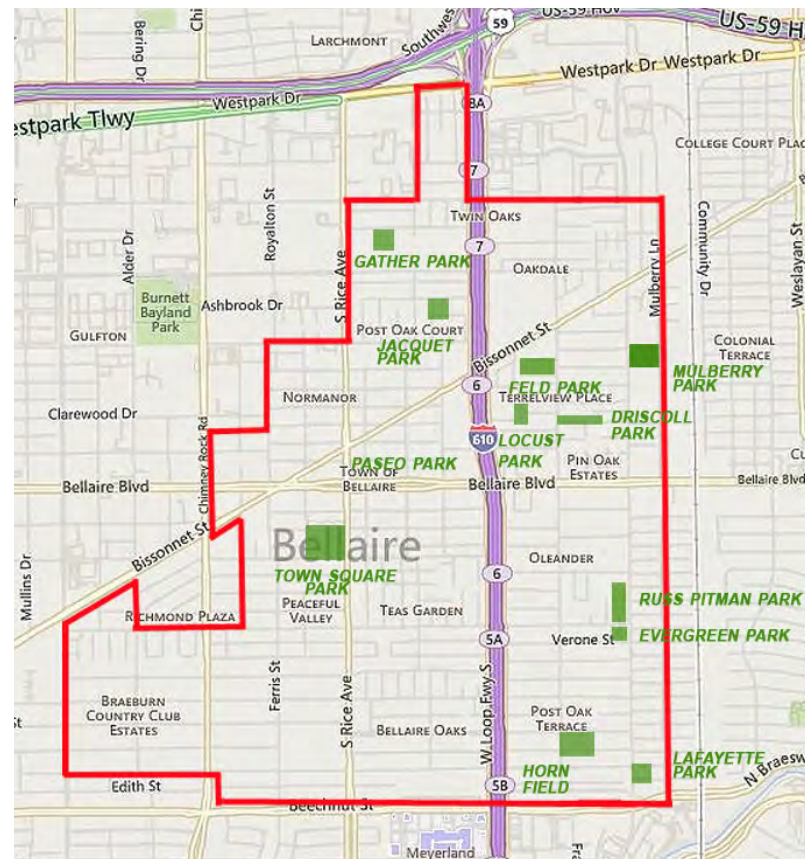 US-59 Hov
US-59 H
59
Southwes
LARCHMONT
Bering Dr
Chi
Westpark Dr
Westpark Dr Westpark Dr
estpark Tlwy
8A
COLLEGE COURT PLAC
7
Royalton St
TWIN OAKS
Community Dr
Weslayan St
Alder Dr
S Rice Ave
GATHER PARK
7
OAKDALE
Mulberry Ln
Burnett
Bayland
Park
Ashbrook Dr
GULFTON
POST OAK COURT
JACQUET
PARK
Bissonnet St
COLONIAL
TERRACE
6
FELD PARK
MULBERRY
PARK
NORMANOR
TERRELVIEW PLACE
Clarewood Dr
DRISCOLL
PARK
Chimney Rock Rd
610
LOCUST
PARK
PASEO PARK
TOWN OF
BELLAIRE
PIN OAK
ESTATES
Cu
Bellaire Blvd
Bellaire Blvd
Bellaire Blvd
Bissonnet St
Bellaire
Mullins Dr
OLEANDER
TOWN SQUARE
PARK
6
PEACEFUL
VALLEY
TEAS GARDEN
RUSS PITMAN PARK
RICHMOND PLAZA
5A
Verone St
EVERGREEN PARK
Ferris St
S Rice Ave
W Loop Fwy S
St
BRAEBURN
COUNTRY CLUB
ESTATES
BELLAIRE OAKS
POST OAK
TERRACE
HORN
FIELD
LAFAYETTE
PARK
N Braesw
Edith St
5B
Beechnut St
Meyerland
Fra